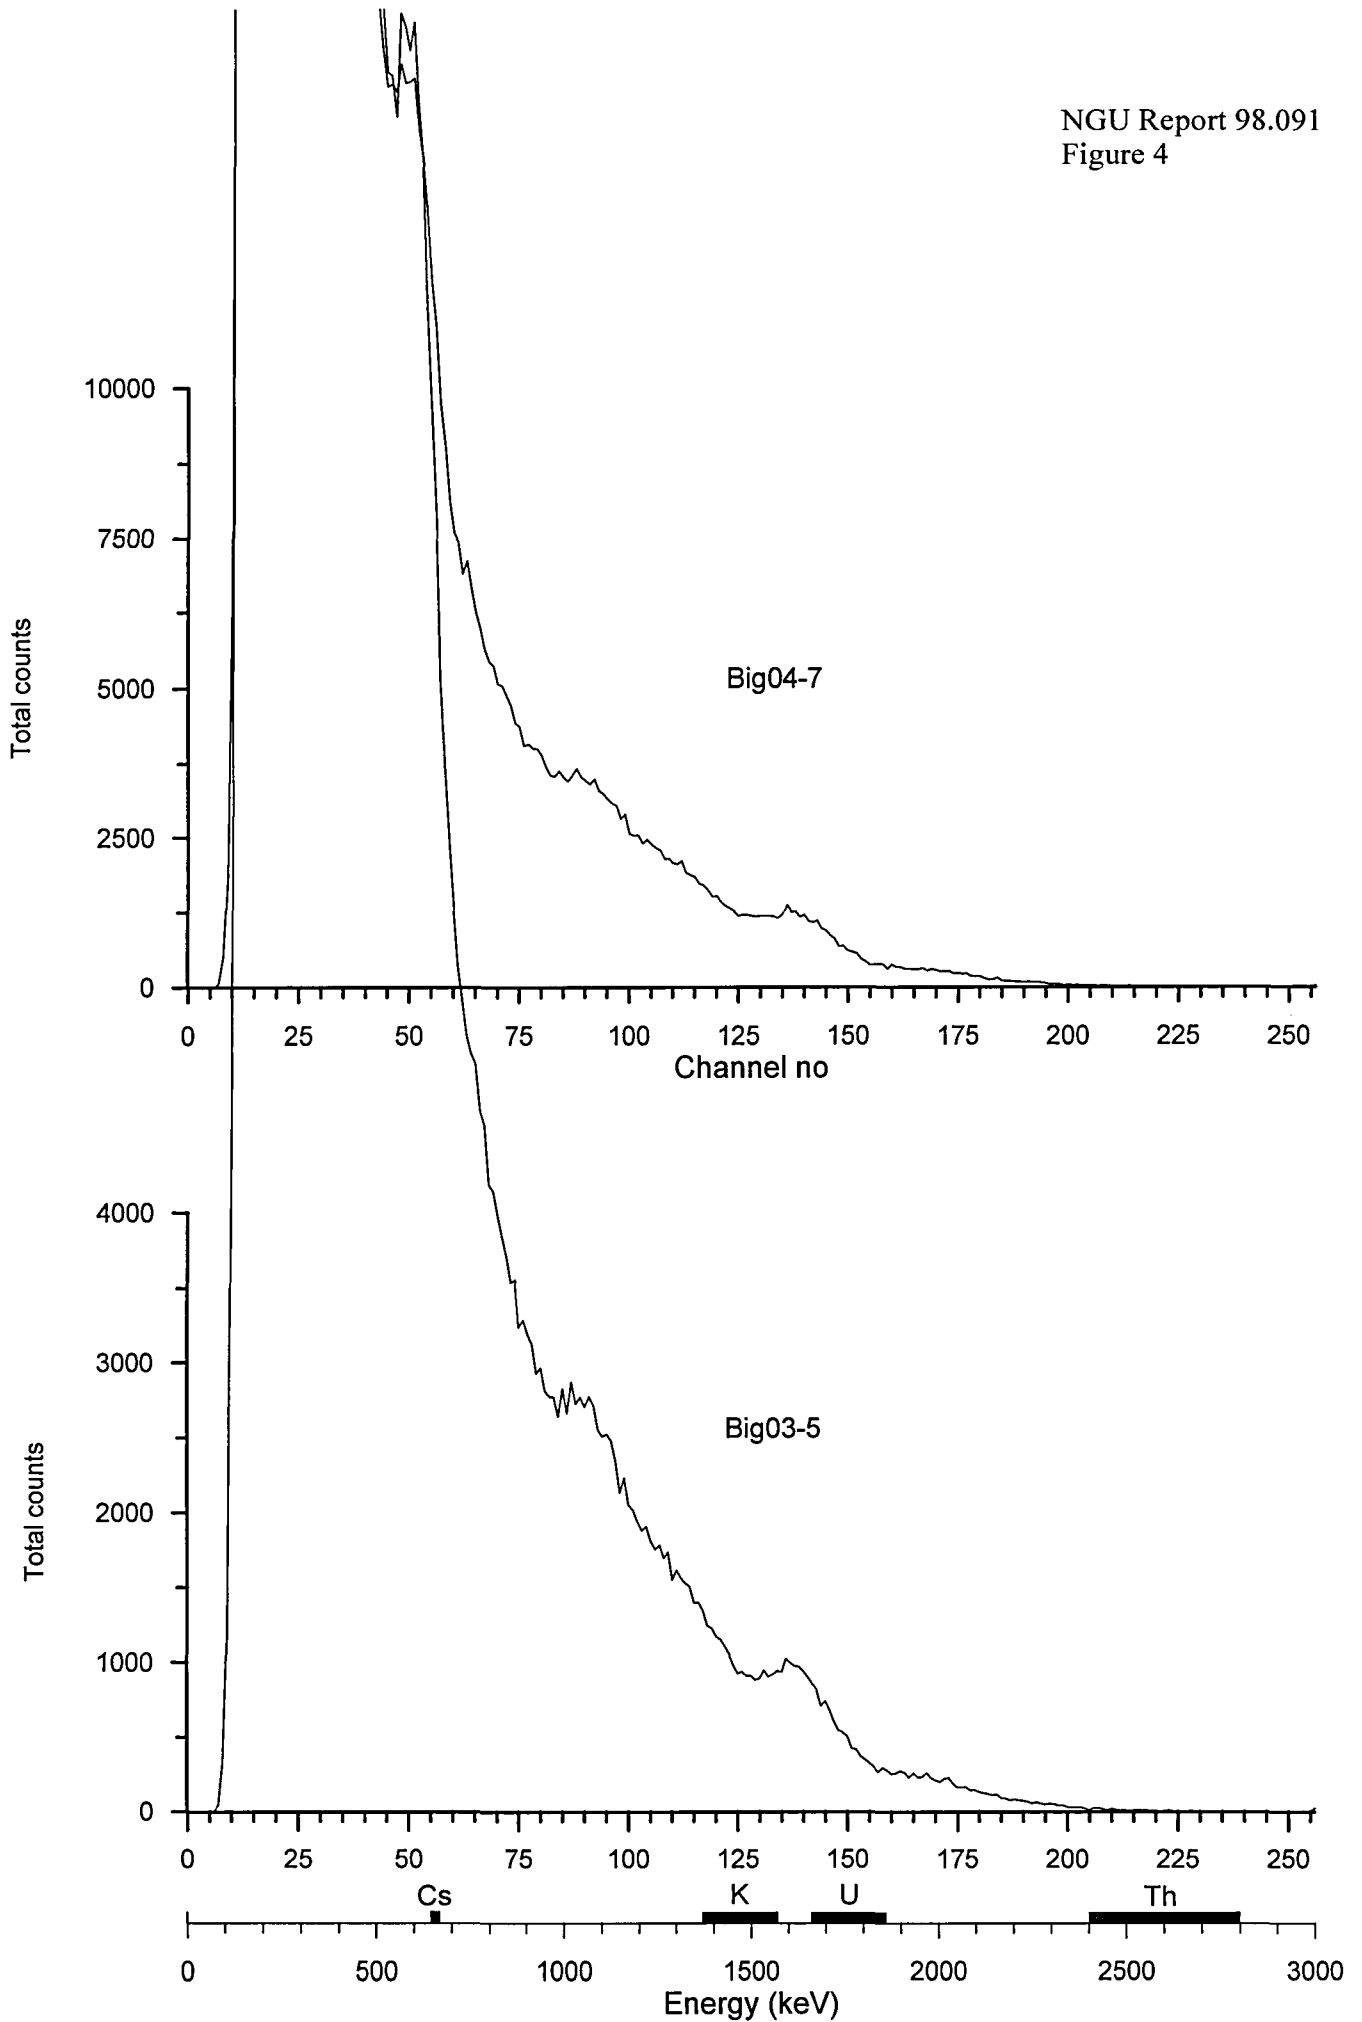 NGU Report 98.091
Figure 4
10000
7500
5000
2500
0
Total counts
Big04-7
0 25 50 75 100 125 150 175 200 225 250
Channel no
4000
3000
2000
1000
0
Total counts
Big03-5
0 25 50 75 100 125 150 175 200 225 250
Cs K U Th
0 500 1000 1500 2000 2500 3000
Energy (keV)